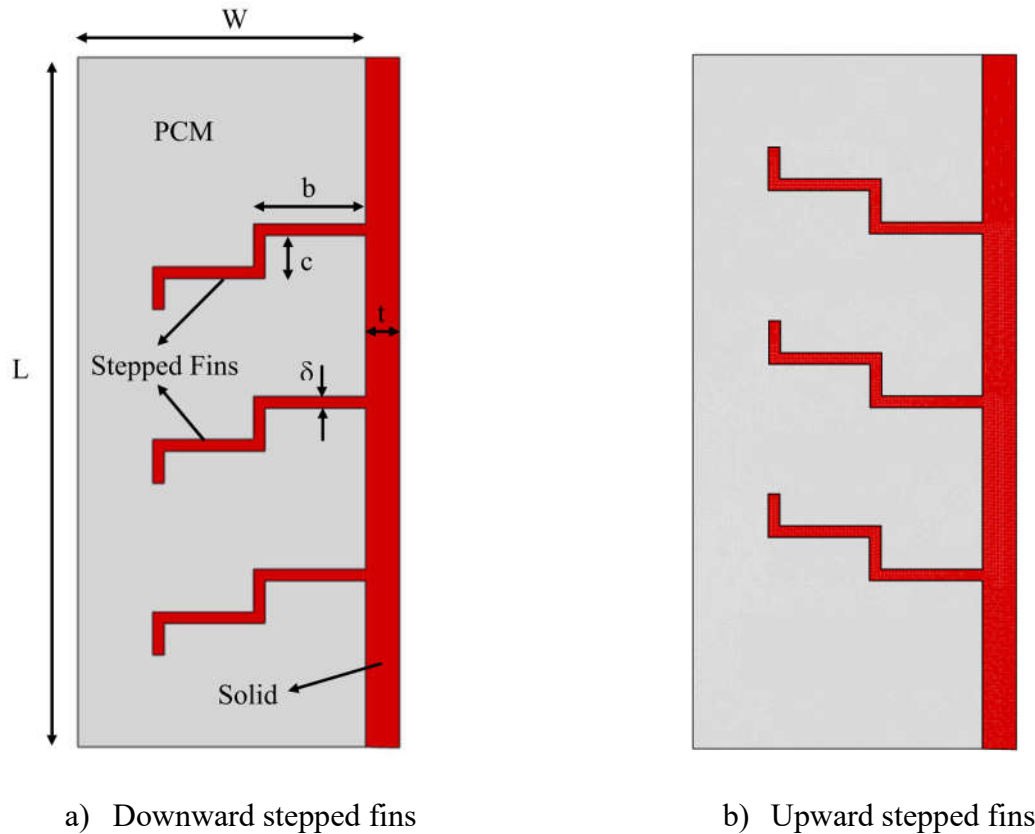 W
PCM
b
c
t
L
Stepped Fins
δ
Solid
a) Downward stepped fins
b) Upward stepped fins